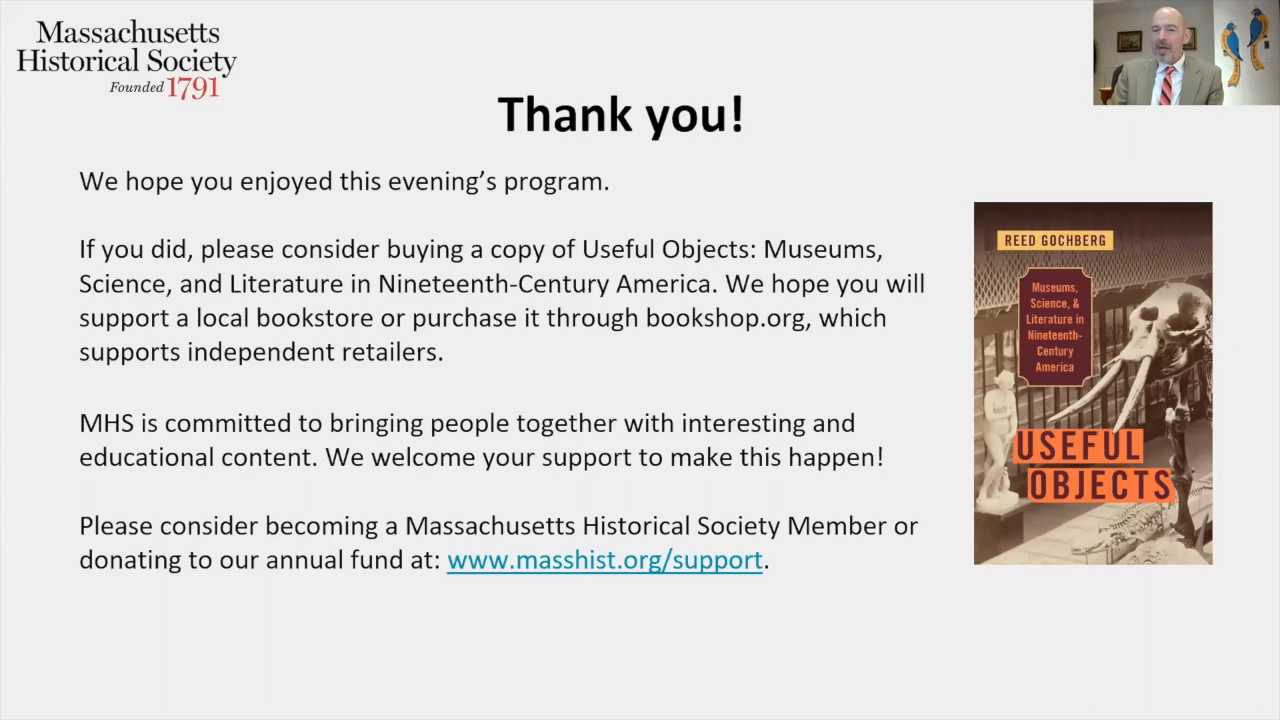 Massachusetts
Historical Society
Founded 1791
Thank you!
We hope you enjoyed this evening’s program.
If you did, please consider buying a copy of Useful Objects: Museums,
Science, and Literature in Nineteenth-Century America. We hope you will
support a local bookstore or purchase it through bookshop.org, which
supports independent retailers.
MHS is committed to bringing people together with interesting and
educational content. We welcome your support to make this happen!
Please consider becoming a Massachusetts Historical Society Member or
donating to our annual fund at: www.masshist.org/support.
REED GOCHBERG
Museums,
Science, &
Literature in
Nineteenth-
Century
America
USEFUL
OBJECTS